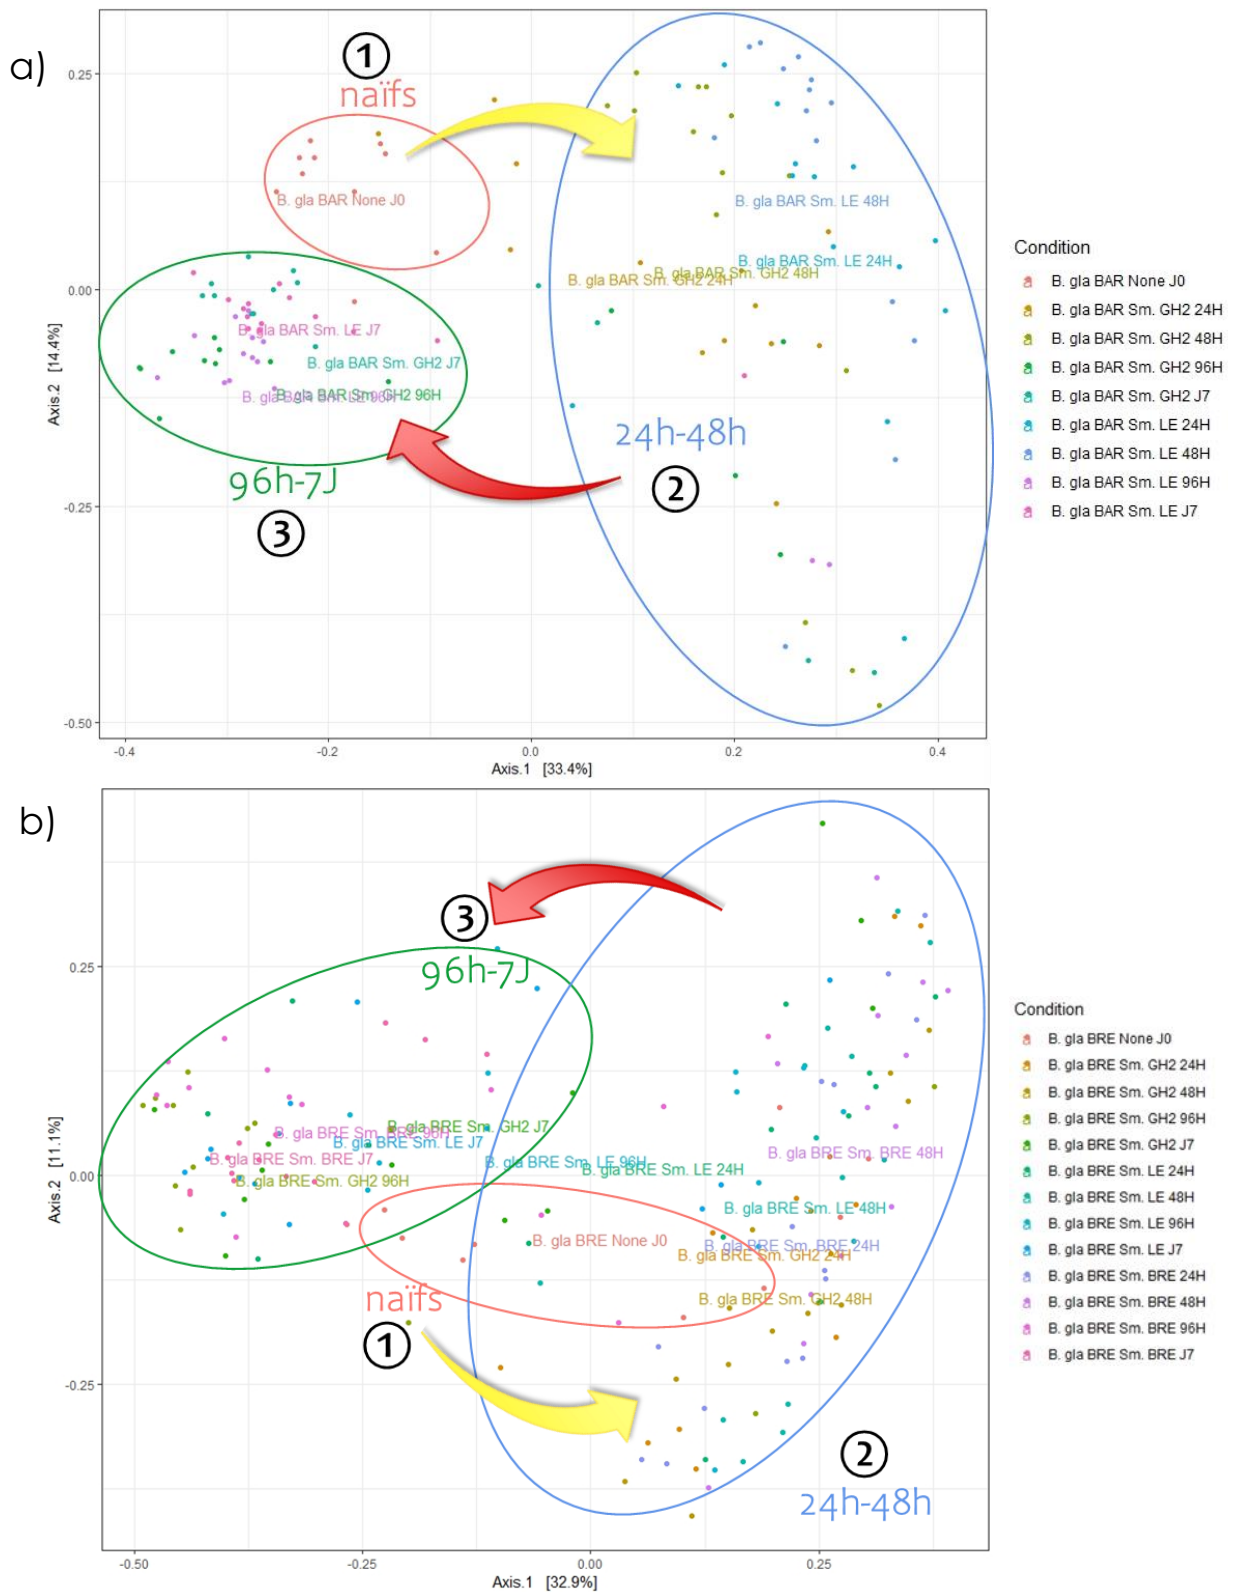 a)
1
naïfs
0.25
B. gla BAR None J0
B. gla BAR Sm. LE 48H
B. gla BAR Sm. LE 24H
B. gla BAR Sm. GH2 48H
B. gla BAR Sm. GH2 24H
0.00
B. gla BAR Sm. LE J7
B. gla BAR Sm. GH2 J7
B. gla BAR Sm. LE 96H
B. gla BAR Sm. GH2 96H
Axis.2 [14.4%]
24h-48h
2
96h-7J
3
-0.25
-0.50
-0.4
-0.2
0.0
0.2
0.4
Axis.1 [33.4%]
Condition
a B. gla BAR None J0
a B. gla BAR Sm. GH2 24H
a B. gla BAR Sm. GH2 48H
a B. gla BAR Sm. GH2 96H
a B. gla BAR Sm. GH2 J7
a B. gla BAR Sm. LE 24H
a B. gla BAR Sm. LE 48H
a B. gla BAR Sm. LE 96H
a B. gla BAR Sm. LE J7
b)
3
96h-7J
0.25
B. gla BRE Sm. GH2 J7
B. gla BRE Sm. BRE 96H
B. gla BRE Sm. LE J7
B. gla BRE Sm. BRE J7
B. gla BRE Sm. LE 96H
B. gla BRE Sm. LE 24H
B. gla BRE Sm. BRE 48H
B. gla BRE Sm. GH2 96H
0.00
B. gla BRE Sm. LE 48H
B. gla BRE None J0
B. gla BRE Sm. BRE 24H
B. gla BRE Sm. GH2 24H
B. gla BRE Sm. GH2 48H
Axis.2 [11.1%]
naïfs
1
-0.25
2
24h-48h
-0.50
-0.25
0.00
0.25
Axis.1 [32.9%]
Condition
a B. gla BRE None J0
a B. gla BRE Sm. GH2 24H
a B. gla BRE Sm. GH2 48H
a B. gla BRE Sm. GH2 96H
a B. gla BRE Sm. GH2 J7
a B. gla BRE Sm. LE 24H
a B. gla BRE Sm. LE 48H
a B. gla BRE Sm. LE 96H
a B. gla BRE Sm. LE J7
a B. gla BRE Sm. BRE 24H
a B. gla BRE Sm. BRE 48H
a B. gla BRE Sm. BRE 96H
a B. gla BRE Sm. BRE J7